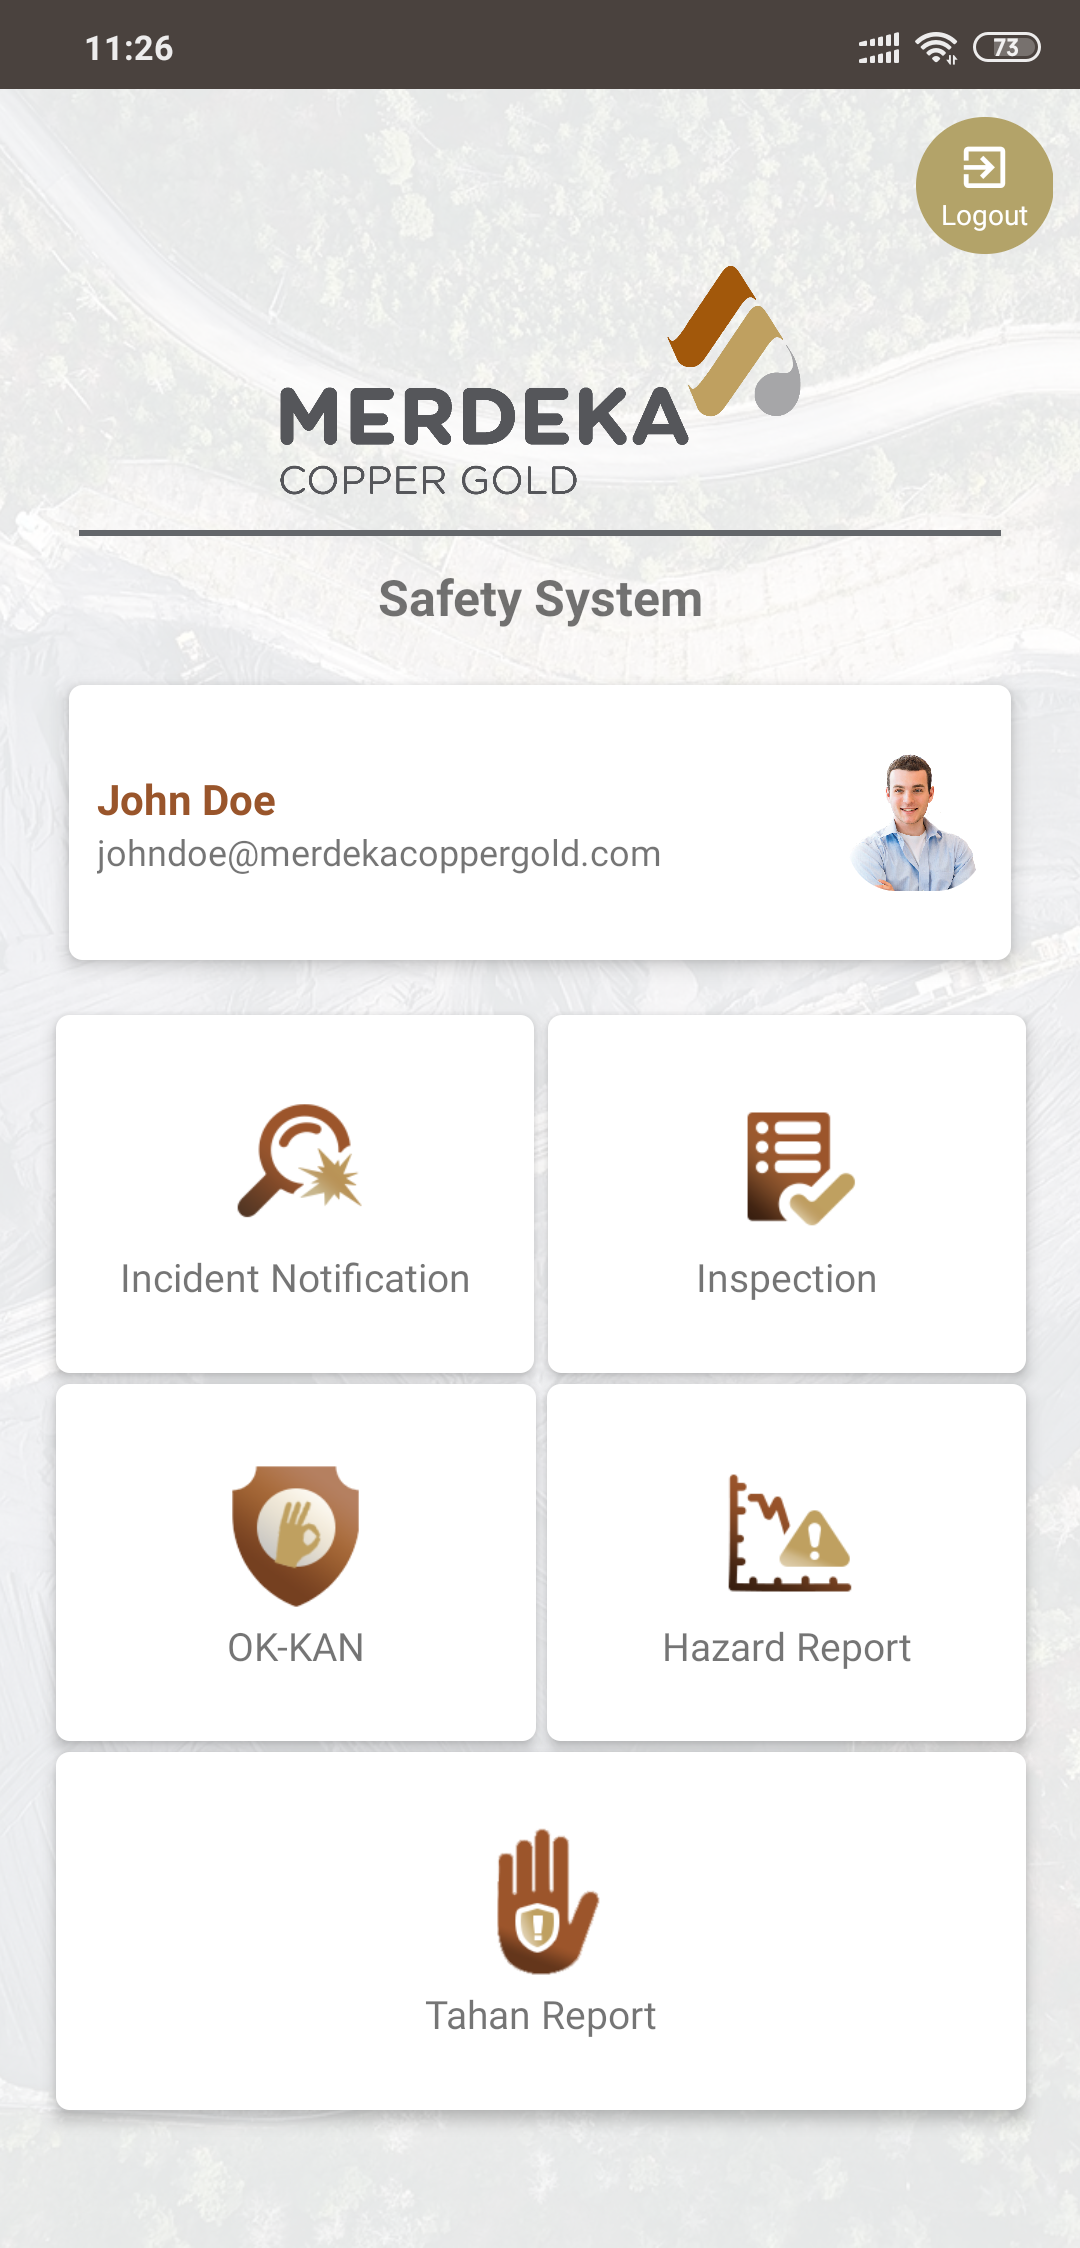 11:26
73
Logout
MERDEKA
COPPER GOLD
Safety System
John Doe
johndoe@merdekacoppergold.com
Incident Notification
Inspection
OK-KAN
Hazard Report
Tahan Report